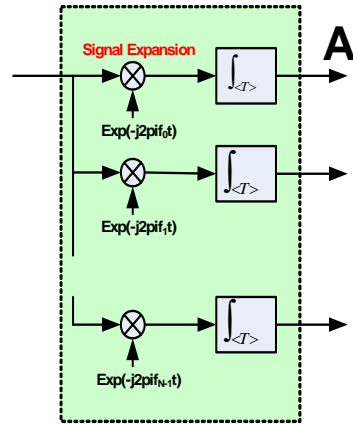 Signal Expansion
A
∫<T>
Exp(-j2pif₀t)
∫<T>
Exp(-j2pif₁t)
∫<T>
Exp(-j2pifN-1t)